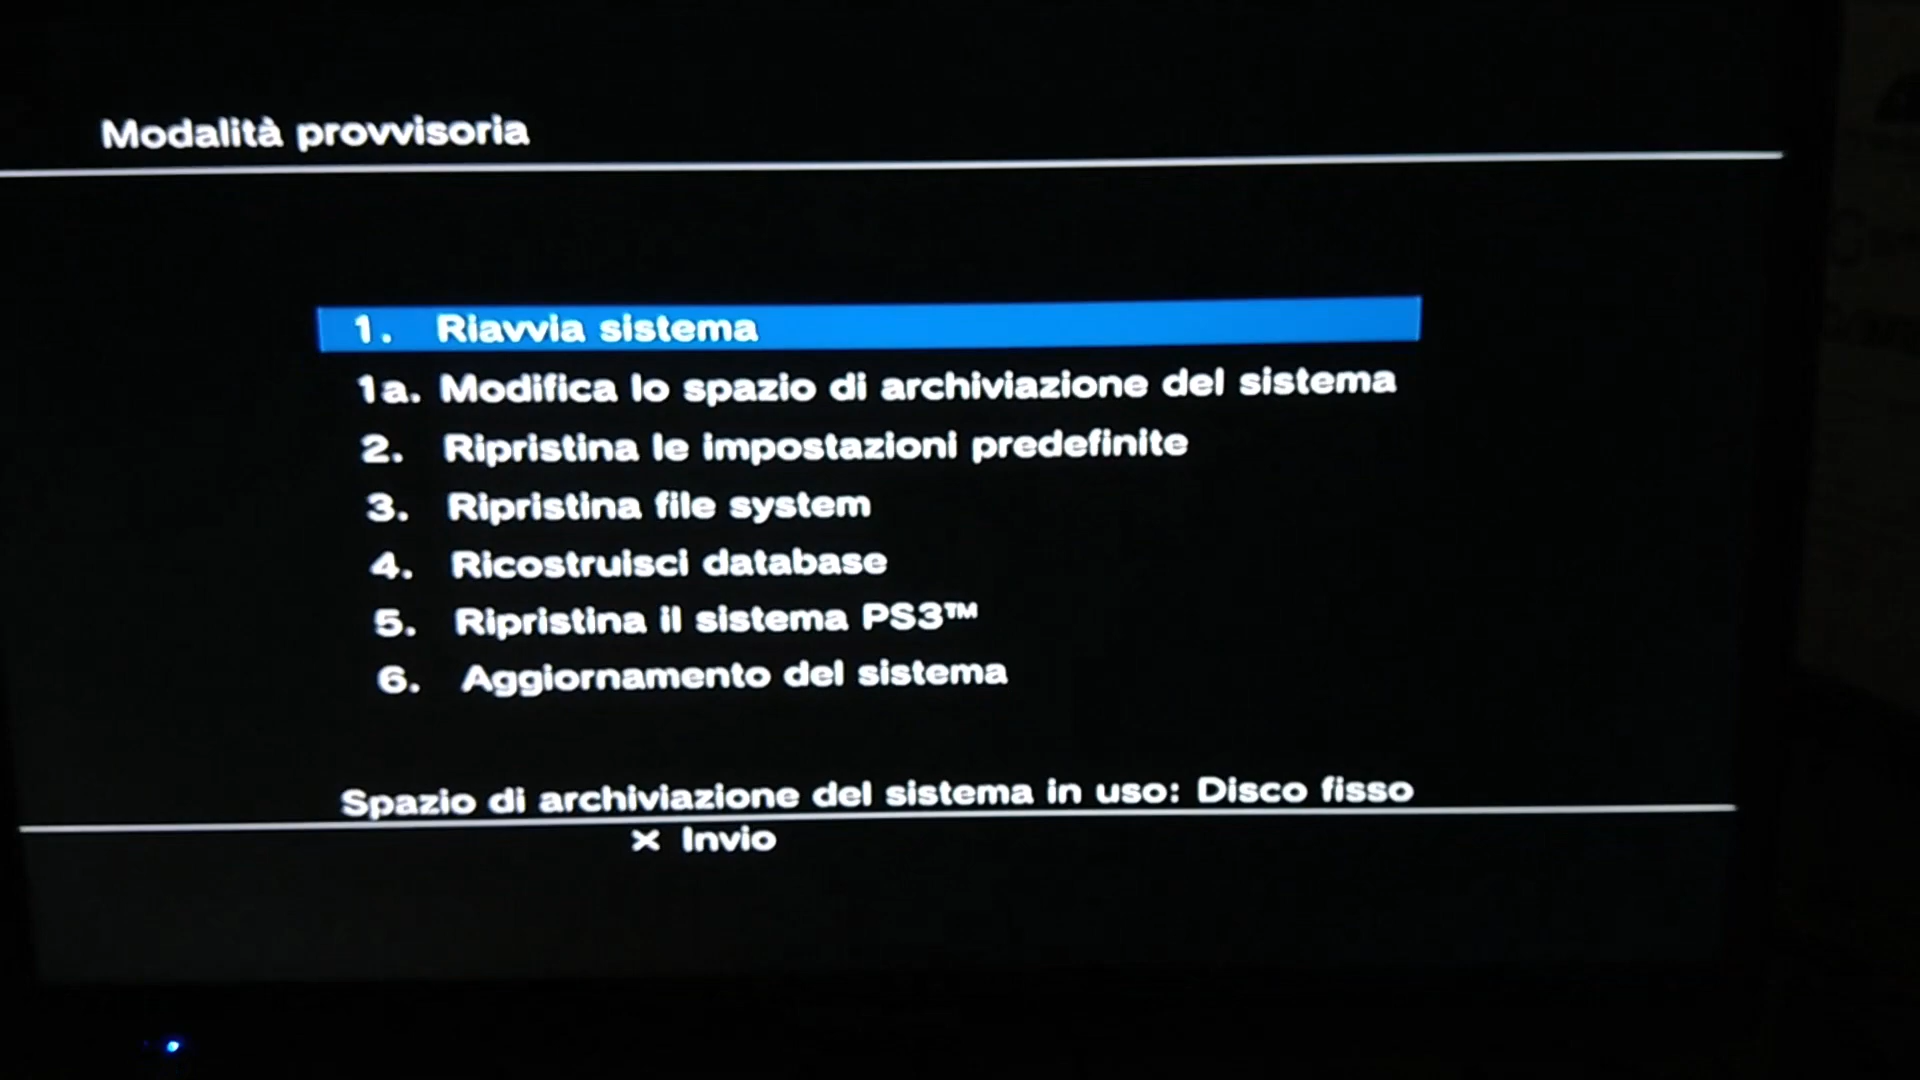 Modalità provvisoria
1. Riavvia sistema
1a. Modifica lo spazio di archiviazione del sistema
2. Ripristina le impostazioni predefinite
3. Ripristina file system
4. Ricostruisci database
5. Ripristina il sistema PS3™
6. Aggiornamento del sistema
Spazio di archiviazione del sistema in uso: Disco fisso
✕ Invio